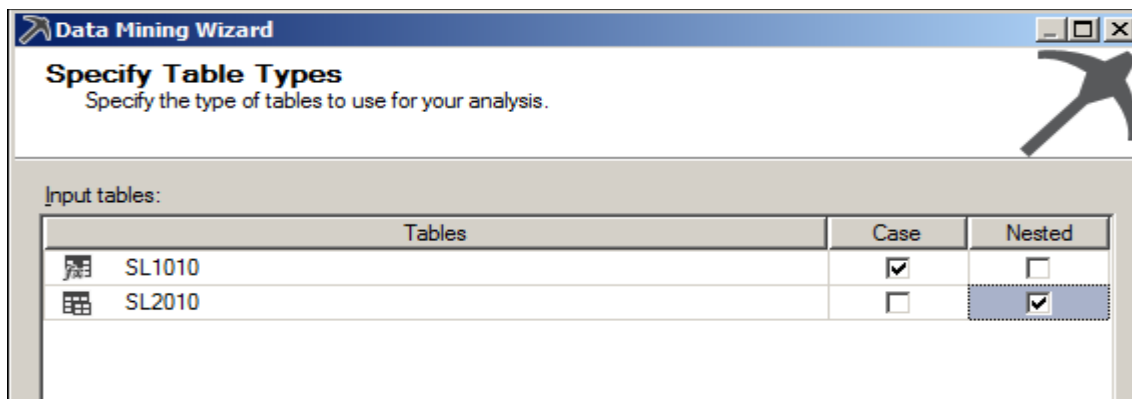 Data Mining Wizard
Specify Table Types
Specify the type of tables to use for your analysis.
Input tables:
Tables Case Nested
SL1010
SL2010